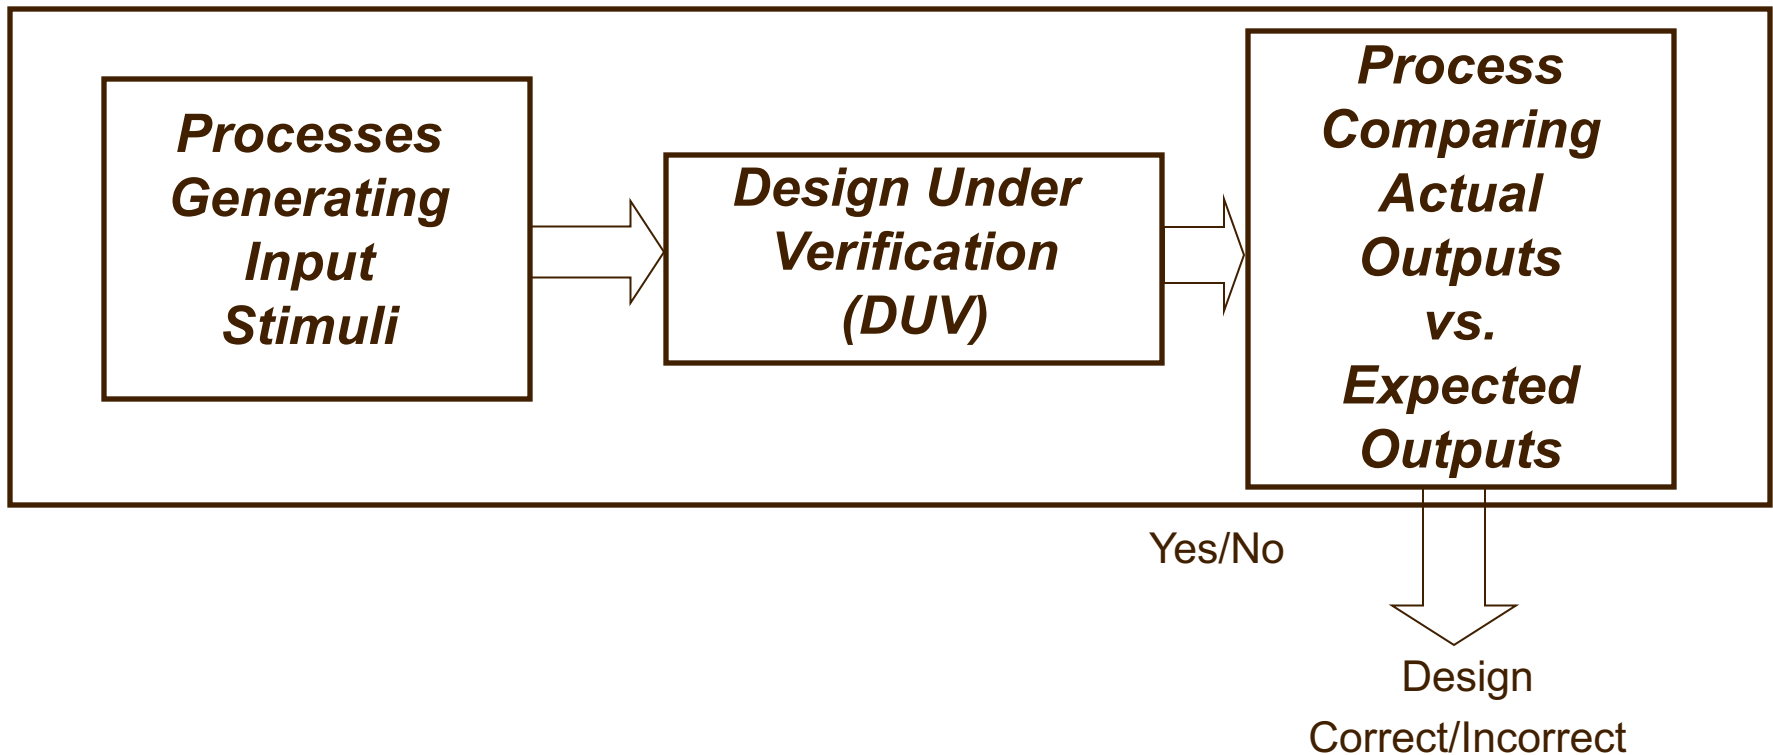 Processes
Generating
Input
Stimuli
Design Under
Verification
(DUV)
Process
Comparing
Actual
Outputs
vs.
Expected
Outputs
Yes/No
Design
Correct/Incorrect